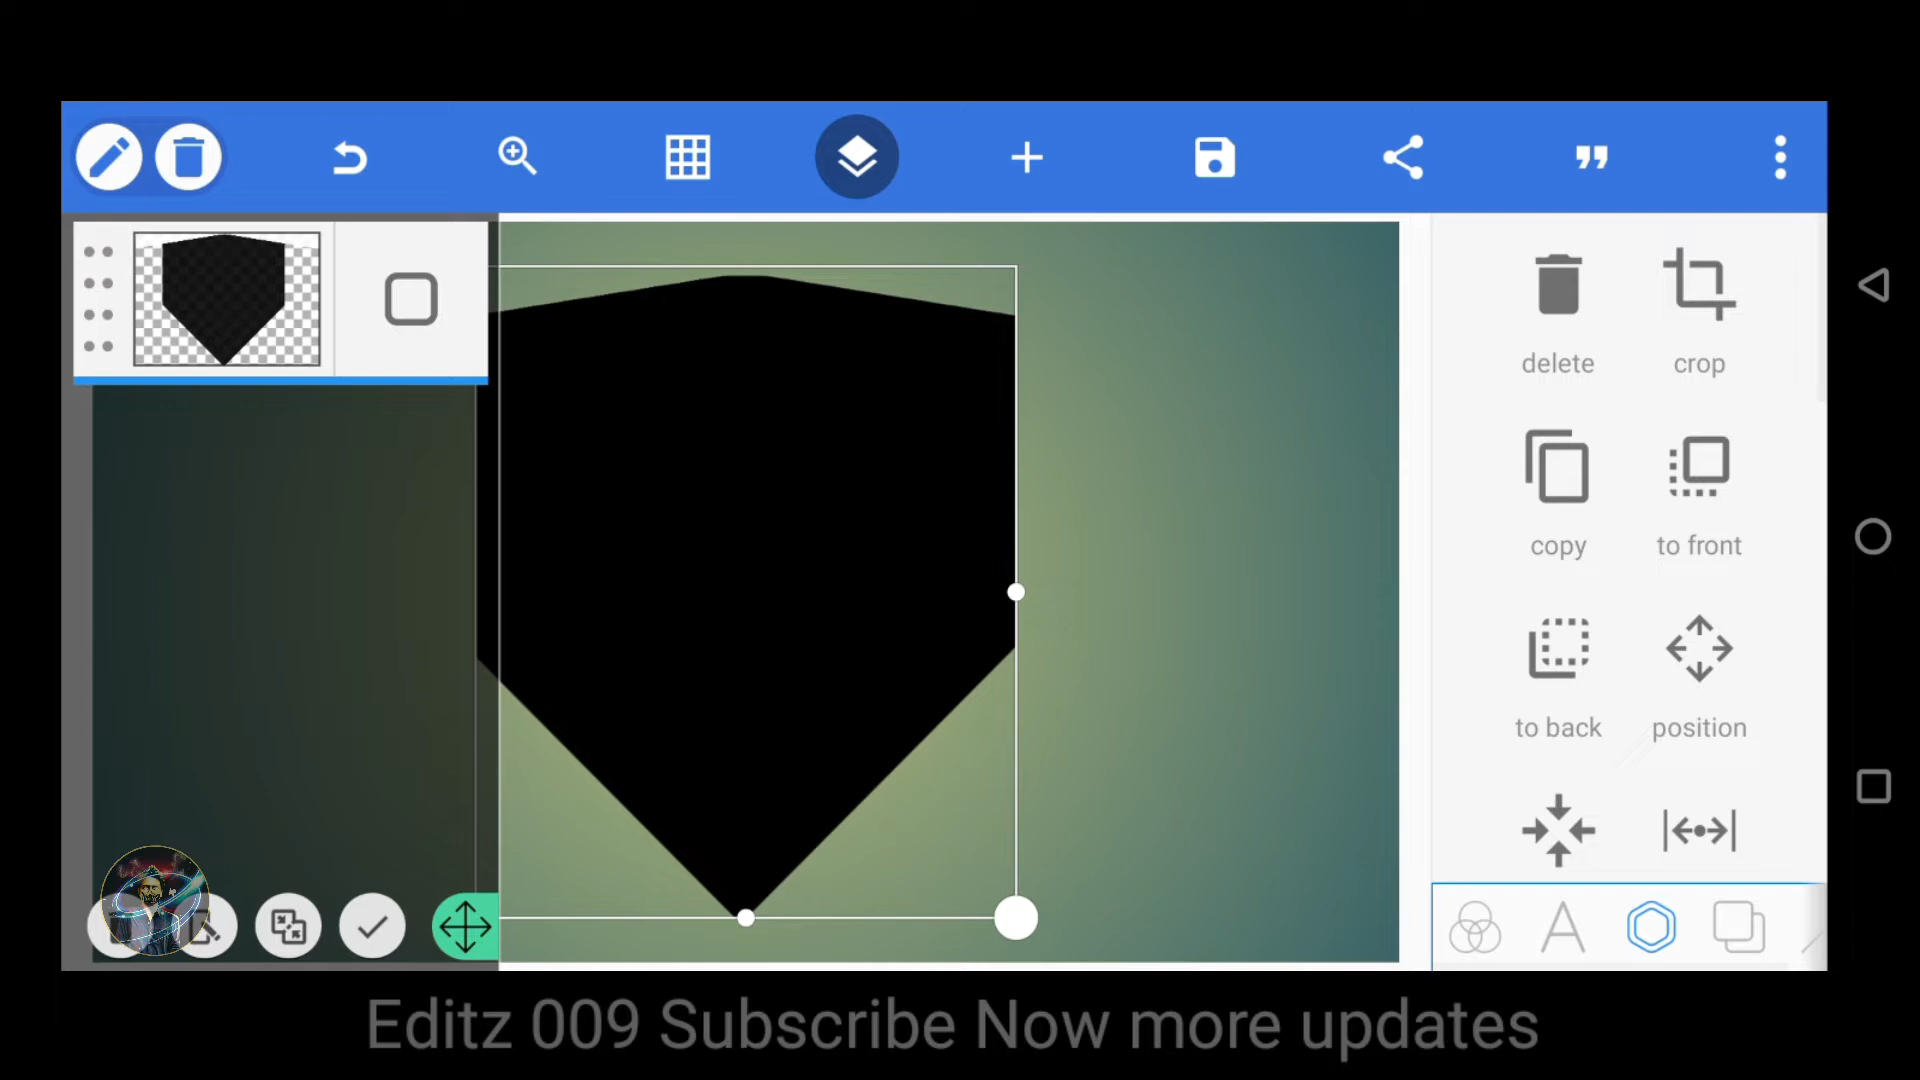 delete
crop
copy
to front
to back
position
Editz 009 Subscribe Now more updates